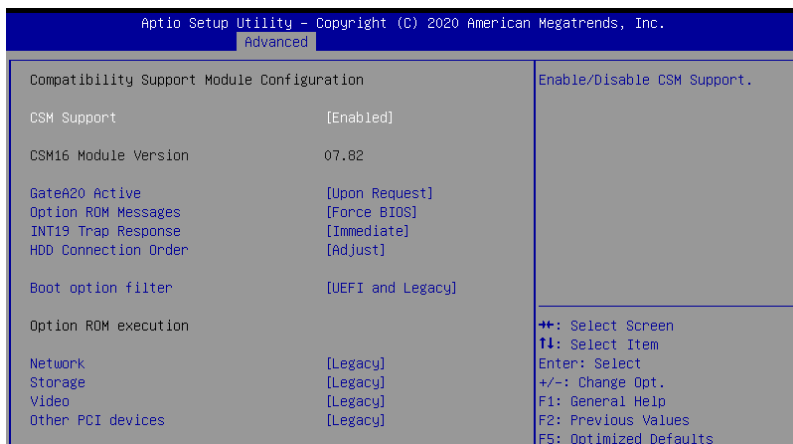 Aptio Setup Utility – Copyright (C) 2020 American Megatrends, Inc.
Advanced
Compatibility Support Module Configuration
CSM Support [Enabled]
CSM16 Module Version 07.82
GateA20 Active [Upon Request]
Option ROM Messages [Force BIOS]
INT19 Trap Response [Immediate]
HDD Connection Order [Adjust]
Boot option filter [UEFI and Legacy]
Option ROM execution
Network [Legacy]
Storage [Legacy]
Video [Legacy]
Other PCI devices [Legacy]
Enable/Disable CSM Support.
→←: Select Screen
↑↓: Select Item
Enter: Select
+/-: Change Opt.
F1: General Help
F2: Previous Values
F5: Optimized Defaults